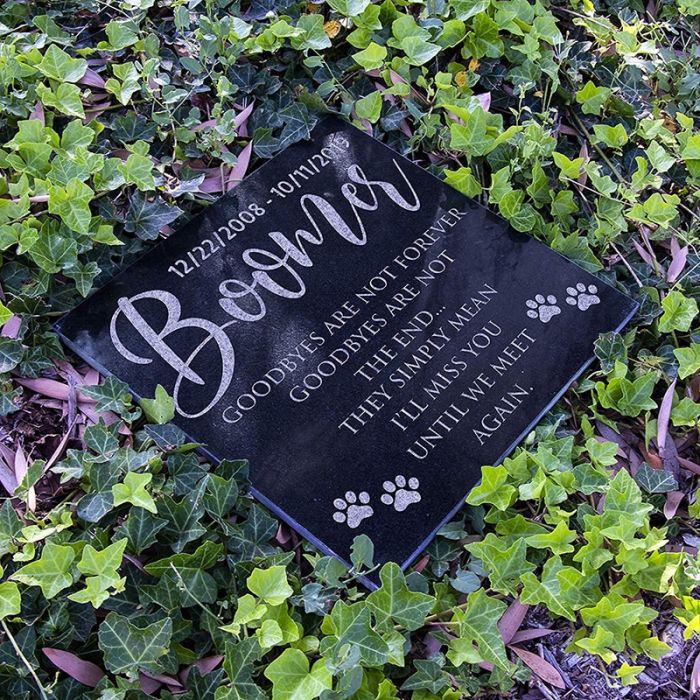 12/22/2008 - 10/11/2019
Boomer
GOODBYES ARE NOT FOREVER
GOODBYES ARE NOT
THE END...
THEY SIMPLY MEAN
I'LL MISS YOU
UNTIL WE MEET
AGAIN.